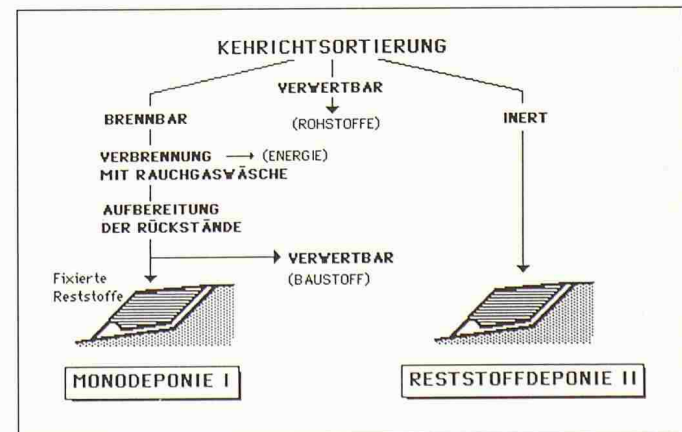 KEHRICHTSORTIERUNG
VERWERTBAR
(ROHSTOFFE)
BRENNBAR
INERT
VERBRENNUNG
(ENERGIE)
MIT RAUCHGASWÄSCHE
AUFBEREITUNG
DER RÜCKSTÄNDE
VERWERTBAR
(BAUSTOFF)
Fixierte
Reststoffe
MONODEPONIE I
RESTSTOFFDEPONIE II